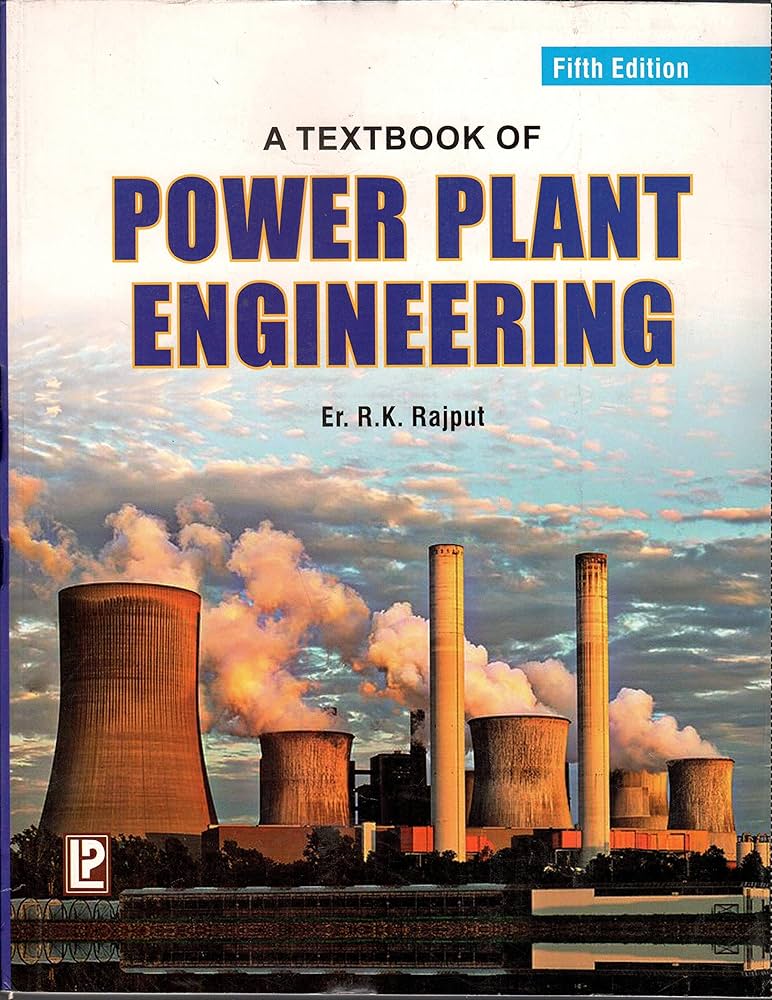 Fifth Edition
A TEXTBOOK OF
POWER PLANT
ENGINEERING
Er. R.K. Rajput
LP